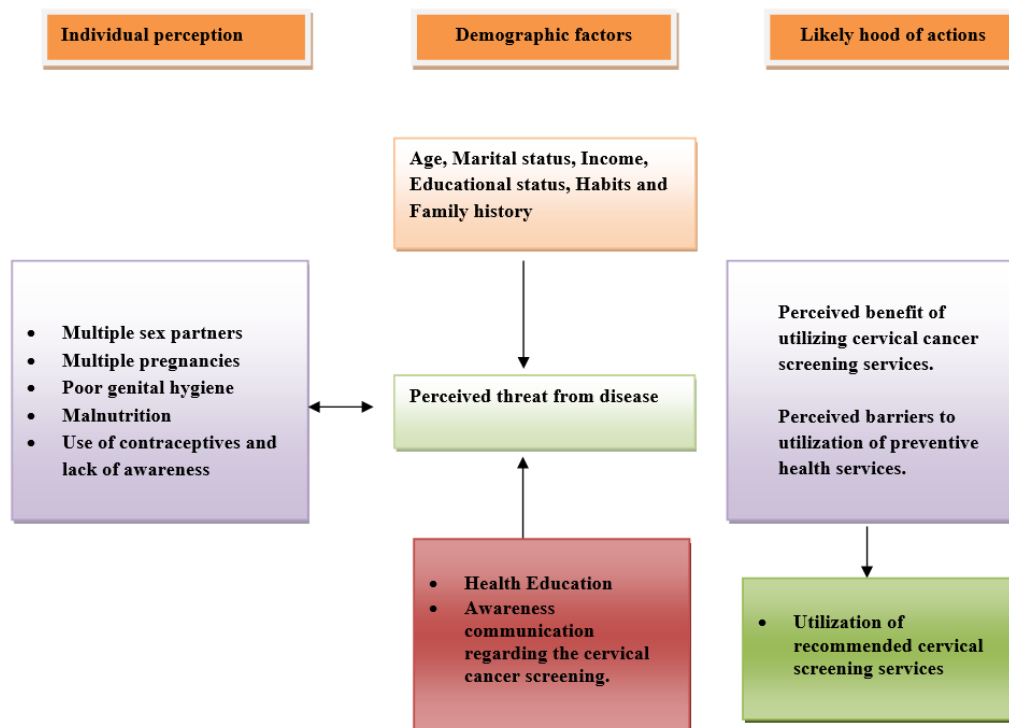 Individual perception
Demographic factors
Likely hood of actions
Age, Marital status, Income,
Educational status, Habits and
Family history
• Multiple sex partners
• Multiple pregnancies
• Poor genital hygiene
• Malnutrition
• Use of contraceptives and
lack of awareness
Perceived threat from disease
Perceived benefit of
utilizing cervical cancer
screening services.
Perceived barriers to
utilization of preventive
health services.
• Health Education
• Awareness
communication
regarding the cervical
cancer screening.
• Utilization of
recommended cervical
screening services